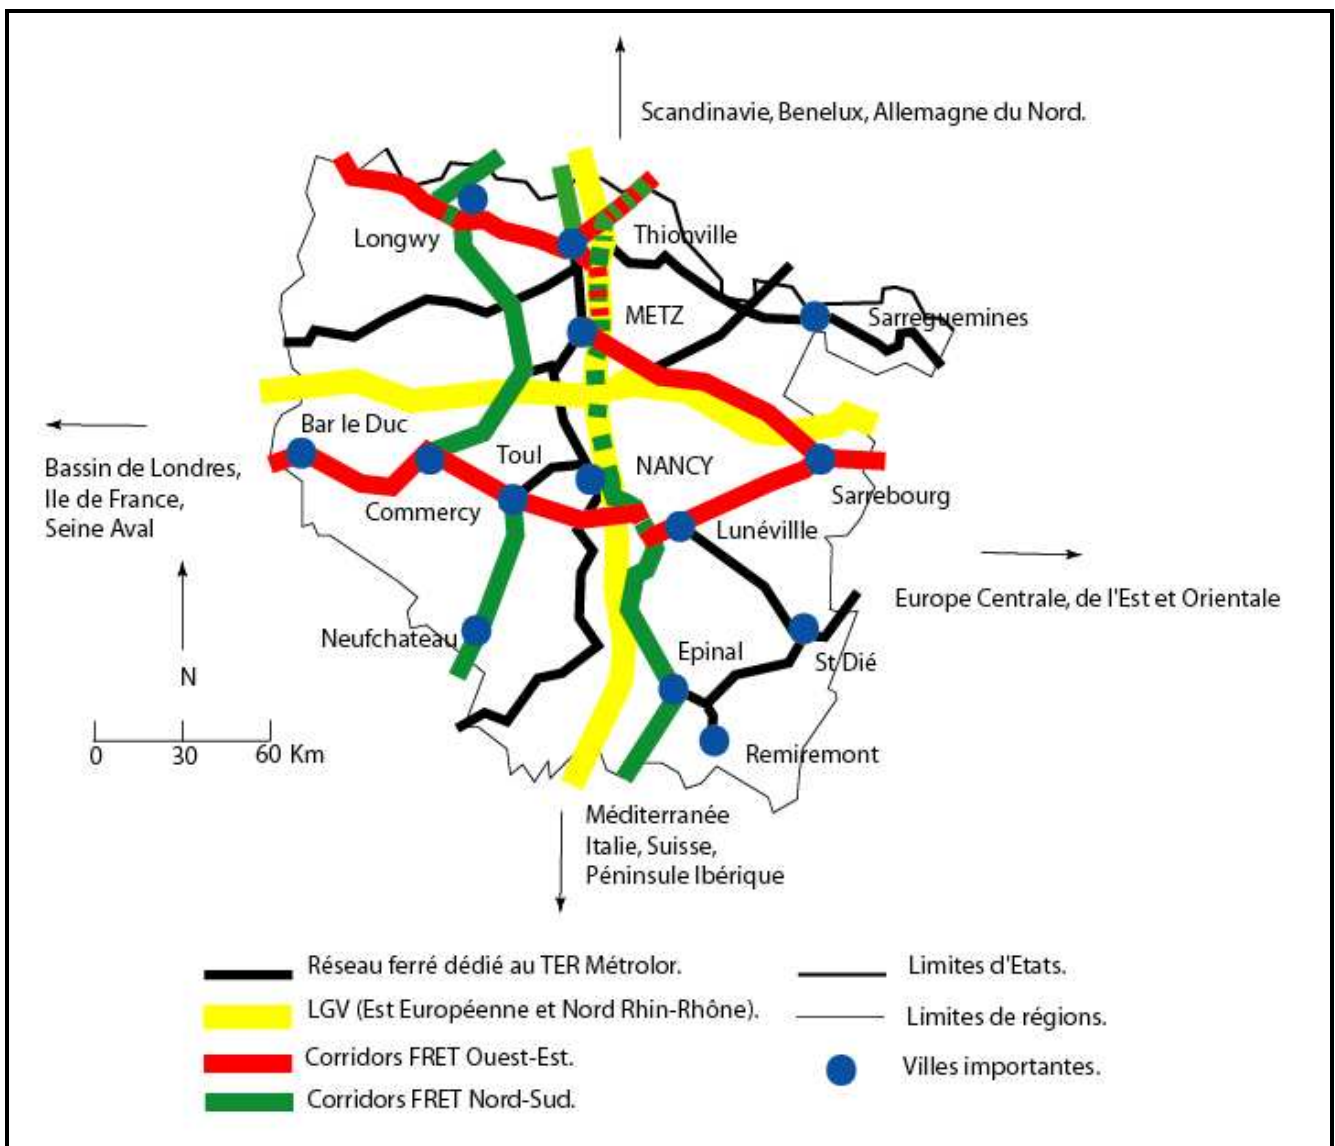 Scandinavie, Benelux, Allemagne du Nord.
Longwy
Thionville
METZ
Sarreguemines
Bar le Duc
Toul
NANCY
Bassin de Londres,
Ile de France,
Seine Aval
Commercy
Sarrebourg
Lunévillle
Europe Centrale, de l'Est et Orientale
Neufchateau
Epinal
St Dié
N
Remiremont
0 30 60 Km
Méditerranée
Italie, Suisse,
Péninsule Ibérique
Réseau ferré dédié au TER Métrolor.
LGV (Est Européenne et Nord Rhin-Rhône).
Corridors FRET Ouest-Est.
Corridors FRET Nord-Sud.
Limites d'Etats.
Limites de régions.
Villes importantes.